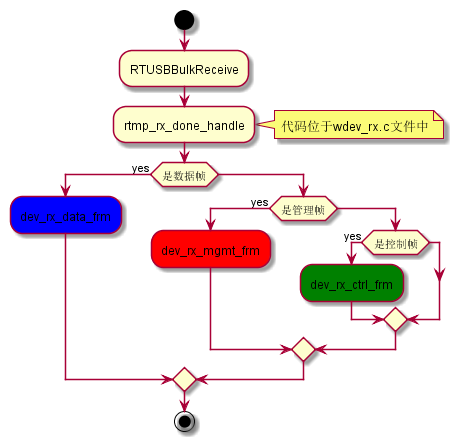 RTUSBBulkReceive
rtmp_rx_done_handle
代码位于wdev_rx.c文件中
yes
是数据帧
dev_rx_data_frm
yes
是管理帧
dev_rx_mgmt_frm
yes
是控制帧
dev_rx_ctrl_frm